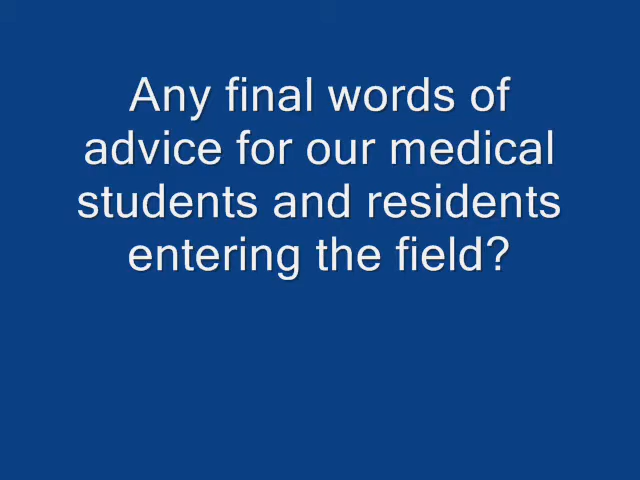 Any final words of
advice for our medical
students and residents
entering the field?